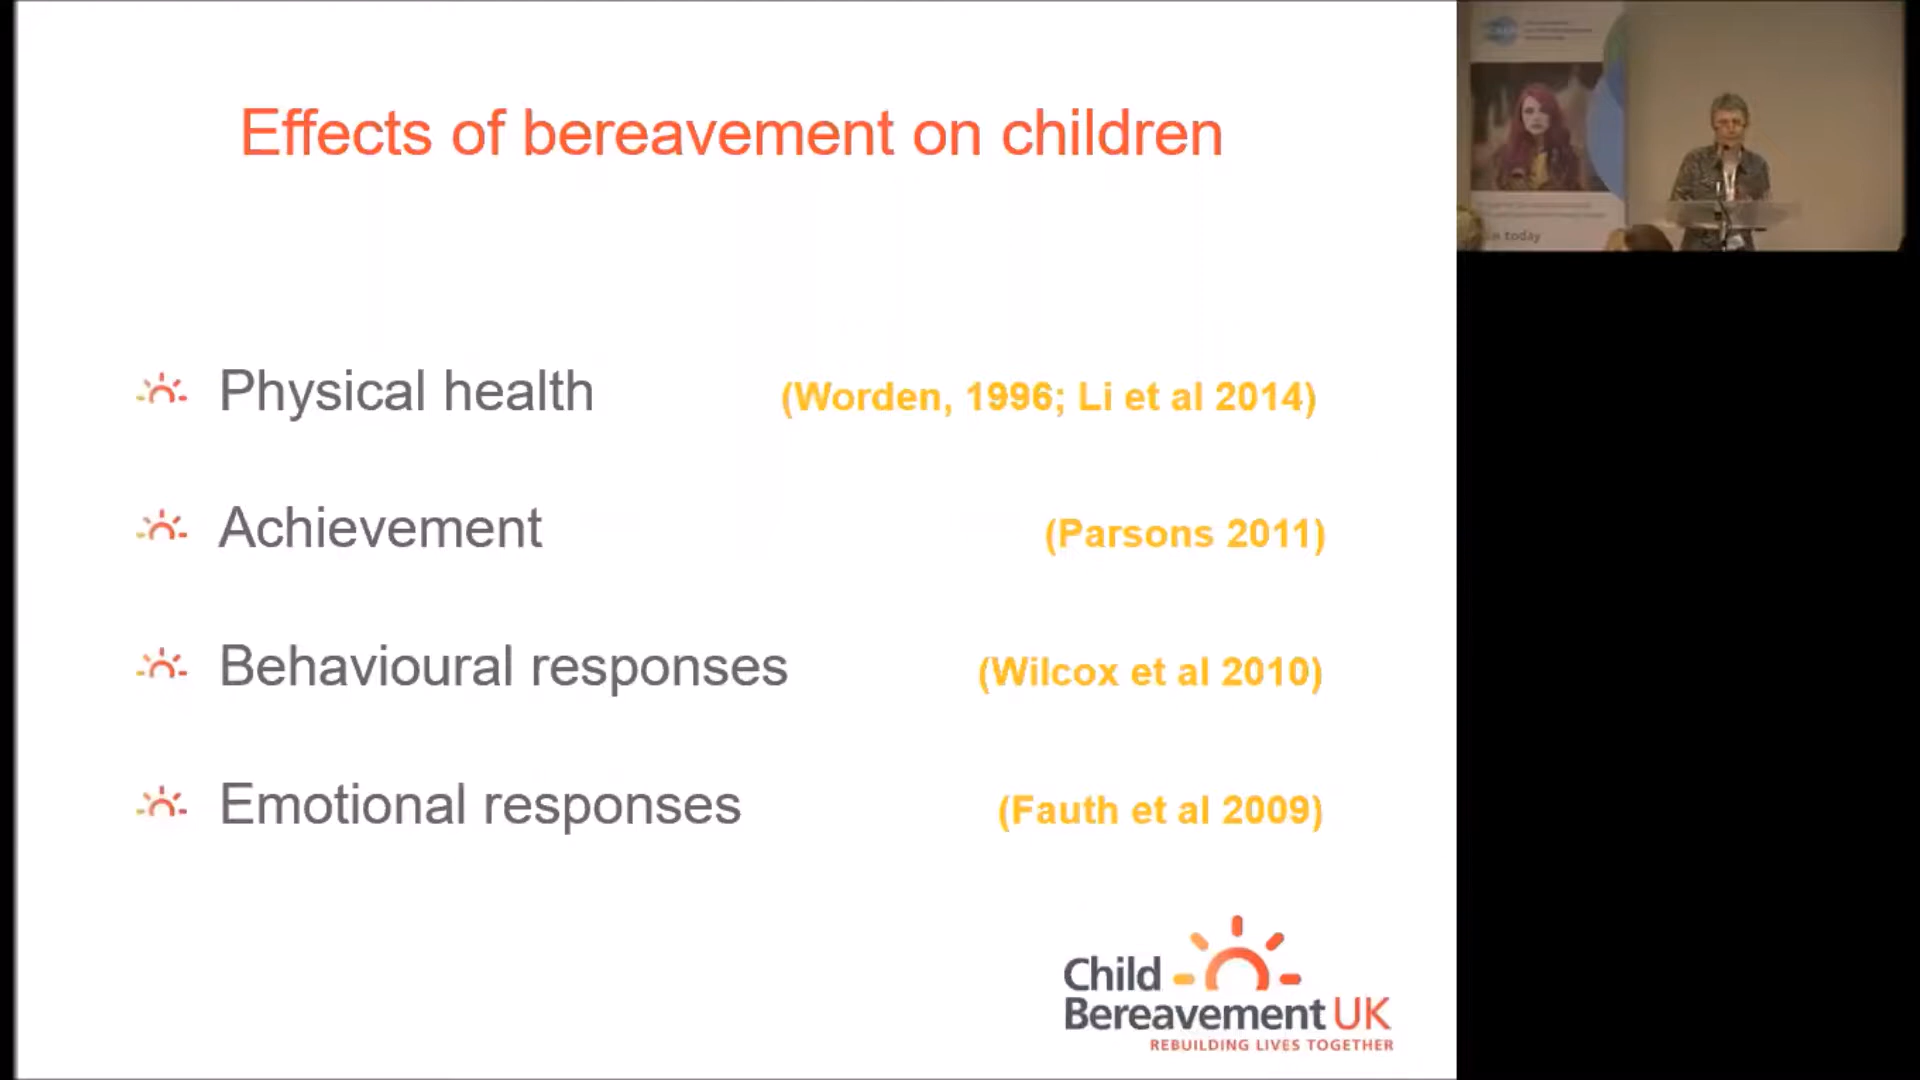 Effects of bereavement on children
Physical health (Worden, 1996; Li et al 2014)
Achievement (Parsons 2011)
Behavioural responses (Wilcox et al 2010)
Emotional responses (Fauth et al 2009)
Child
Bereavement UK
REBUILDING LIVES TOGETHER
today